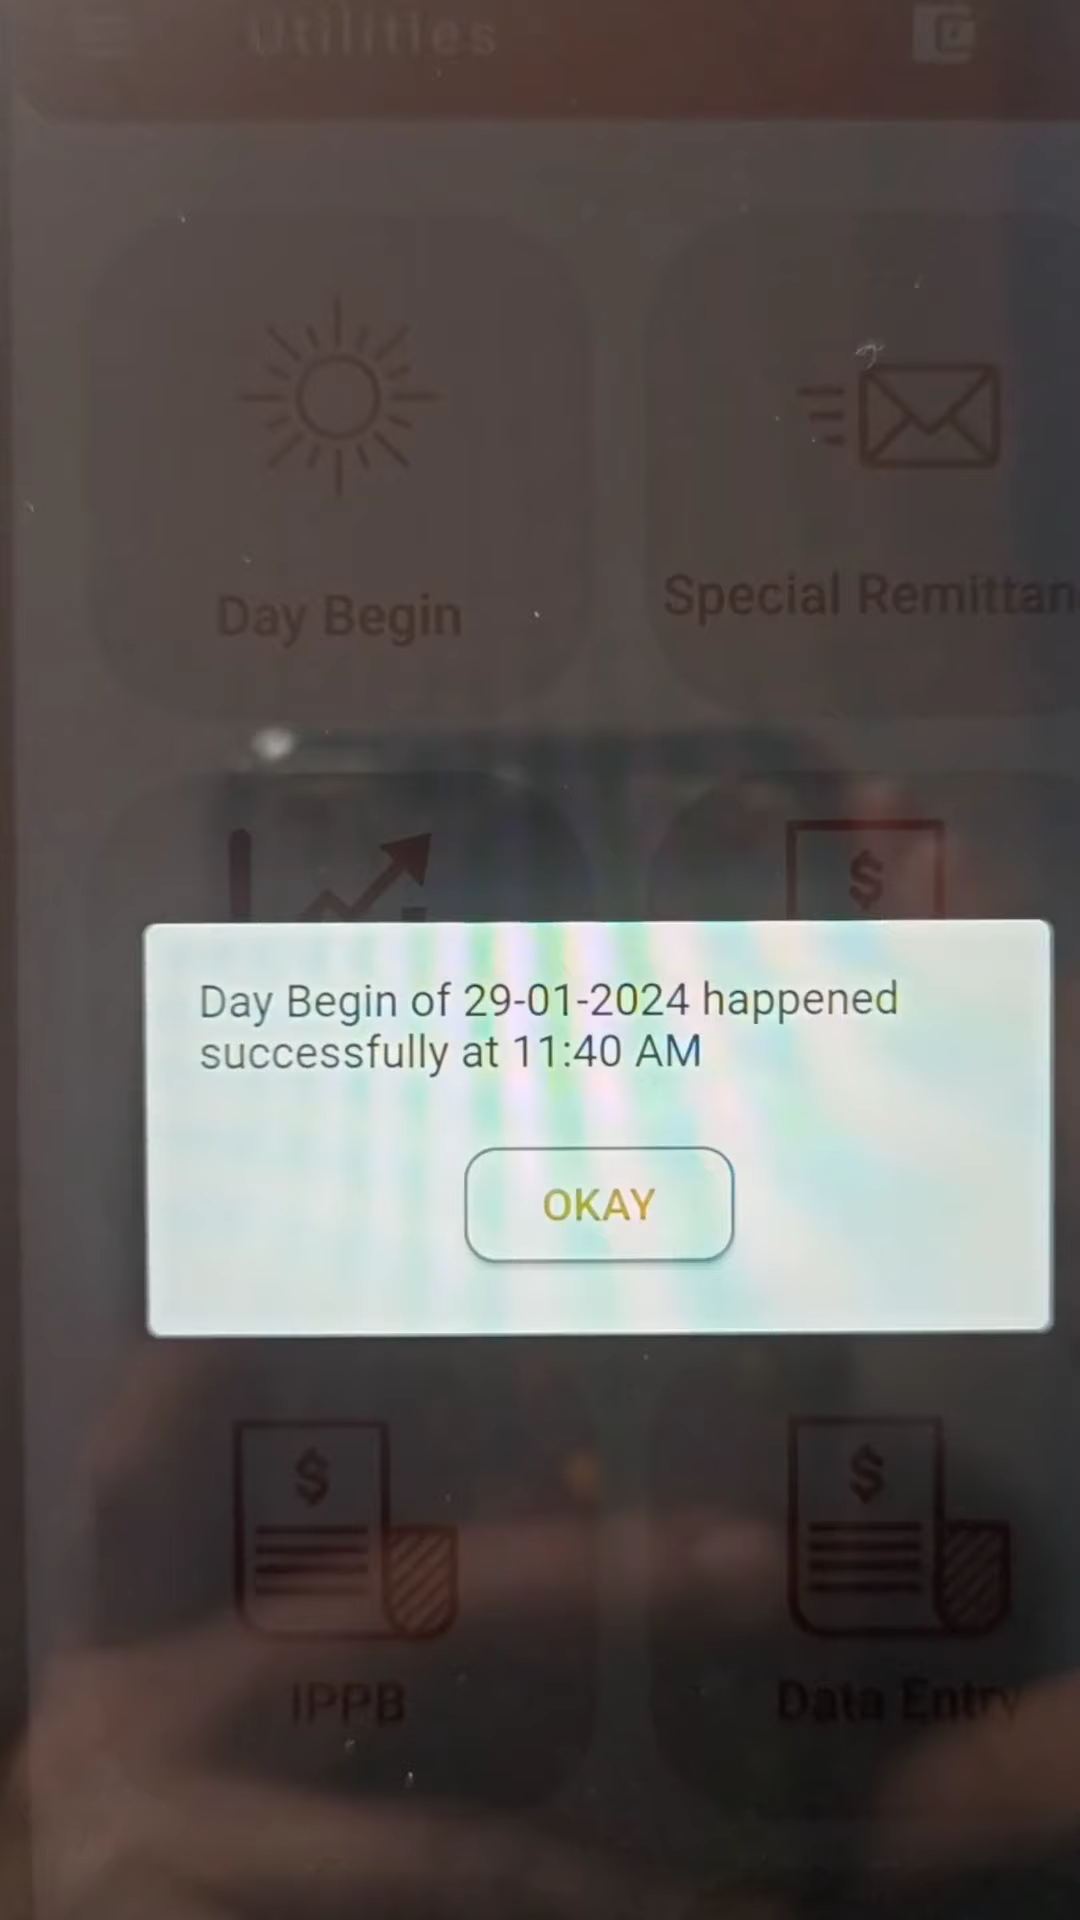 Utilities
Day Begin
Special Remittan
$
Day Begin of 29-01-2024 happened
successfully at 11:40 AM
OKAY
$
$
IPPB
Data Entry